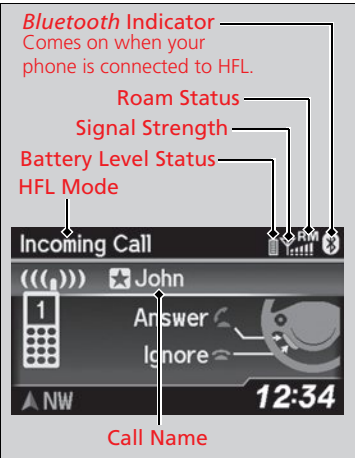 Bluetooth Indicator
Comes on when your
phone is connected to HFL.
Roam Status
Signal Strength
Battery Level Status
HFL Mode
Incoming Call RM
John
1
Answer
Ignore
NW 12:34
Call Name